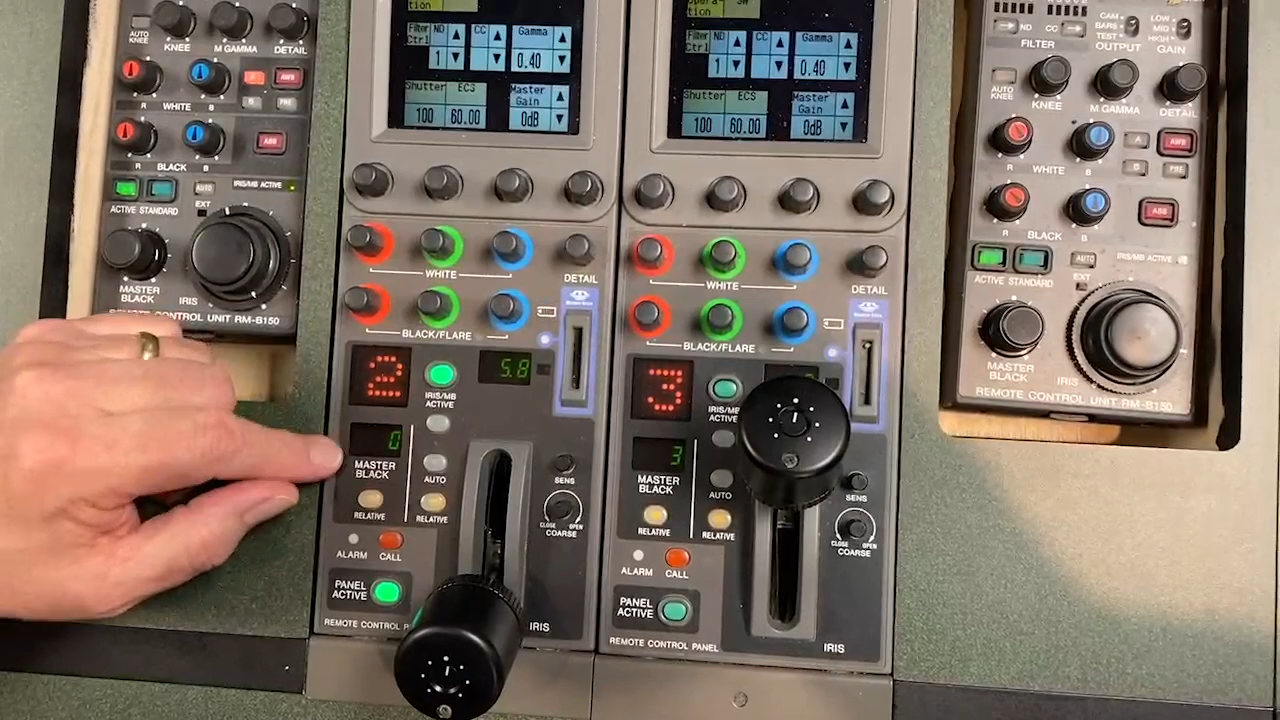 AUTO
KNEE
KNEE
M GAMMA
DETAIL
R
WHITE
B
AWB
B
PRE
R
BLACK
B
ABB
ACTIVE
STANDARD
AUTO
EXT
IRIS/MB ACTIVE
MASTER
BLACK
IRIS
REMOTE CONTROL UNIT RM-B150
tion
Filter
Ctrl
ND
CC
Gamma
1
0.40
Shutter
ECS
Master
Gain
100
60.00
0dB
WHITE
DETAIL
BLACK/FLARE
2
5.8
IRIS/MB
ACTIVE
0
MASTER
BLACK
AUTO
RELATIVE
RELATIVE
SENS
CLOSE
OPEN
COARSE
ALARM
CALL
PANEL
ACTIVE
REMOTE CONTROL P
IRIS
tion
SW
Filter
Ctrl
ND
CC
Gamma
1
0.40
Shutter
ECS
Master
Gain
100
60.00
0dB
WHITE
DETAIL
BLACK/FLARE
3
IRIS/MB
ACTIVE
3
MASTER
BLACK
AUTO
RELATIVE
RELATIVE
SENS
CLOSE
OPEN
COARSE
ALARM
CALL
PANEL
ACTIVE
REMOTE CONTROL PANEL
IRIS
ND
CC
FILTER
CAM
BARS
TEST
OUTPUT
LOW
MID
HIGH
GAIN
AUTO
KNEE
KNEE
M GAMMA
DETAIL
R
WHITE
B
A
AWB
B
PRE
R
BLACK
B
ABB
ACTIVE
STANDARD
AUTO
EXT
IRIS/MB ACTIVE
MASTER
BLACK
IRIS
REMOTE CONTROL UNIT RM-B150